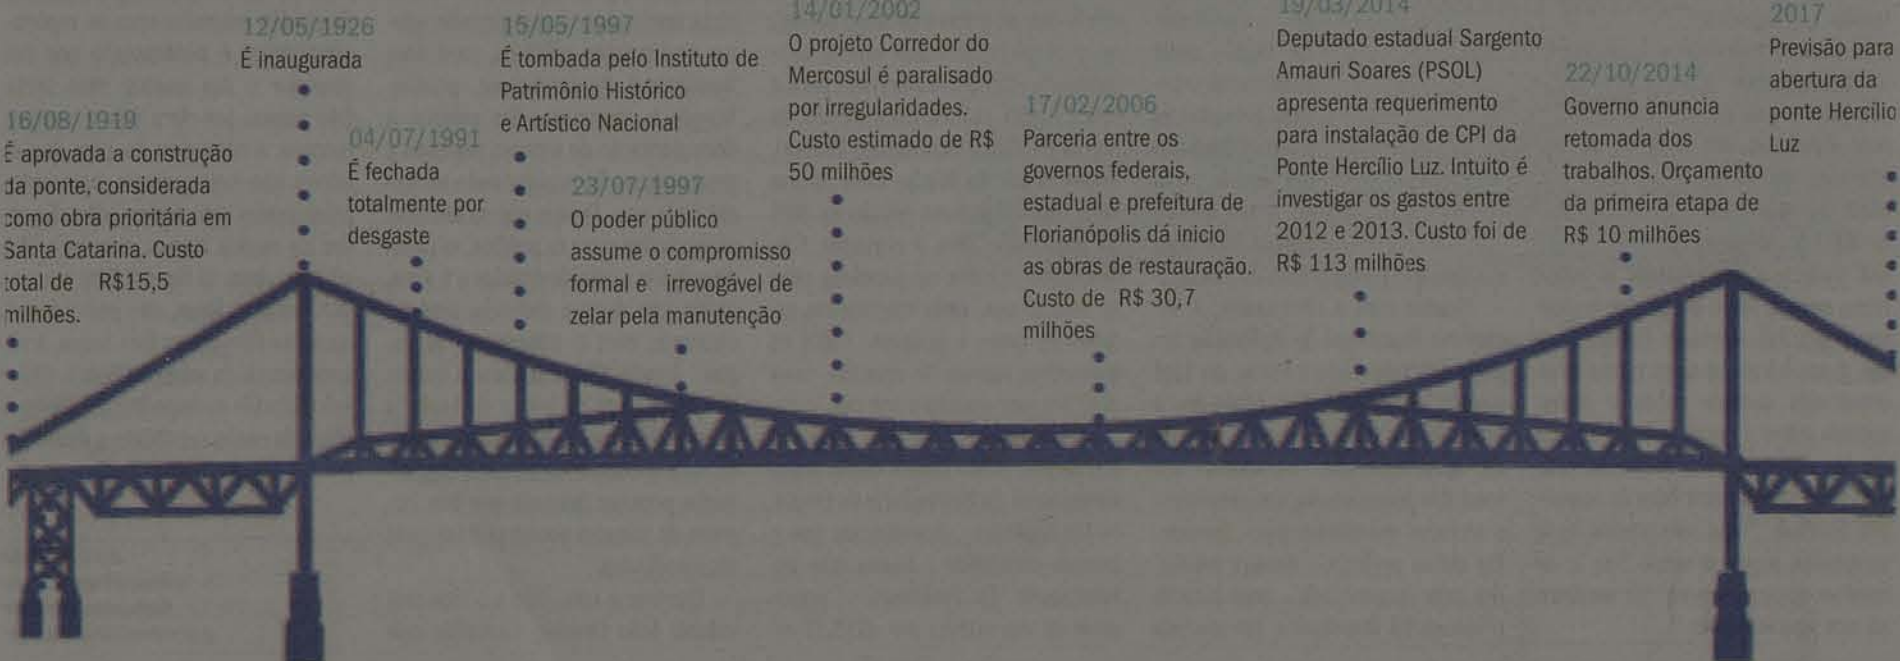 16/08/1919
É aprovada a construção
da ponte, considerada
como obra prioritária em
Santa Catarina. Custo
total de R$15,5
milhões.
12/05/1926
É inaugurada
04/07/1991
É fechada
totalmente por
desgaste
15/05/1997
É tombada pelo Instituto de
Patrimônio Histórico
e Artístico Nacional
23/07/1997
O poder público
assume o compromisso
formal e irrevogável de
zelar pela manutenção
14/01/2002
O projeto Corredor do
Mercosul é paralisado
por irregularidades.
Custo estimado de R$
50 milhões
17/02/2006
Parceria entre os
governos federais,
estadual e prefeitura de
Florianópolis dá inicio
as obras de restauração.
Custo de R$ 30,7
milhões
19/03/2014
Deputado estadual Sargento
Amauri Soares (PSOL)
apresenta requerimento
para instalação de CPI da
Ponte Hercílio Luz. Intuito é
investigar os gastos entre
2012 e 2013. Custo foi de
R$ 113 milhões
22/10/2014
Governo anuncia
retomada dos
trabalhos. Orçamento
da primeira etapa de
R$ 10 milhões
2017
Previsão para
abertura da
ponte Hercílio
Luz